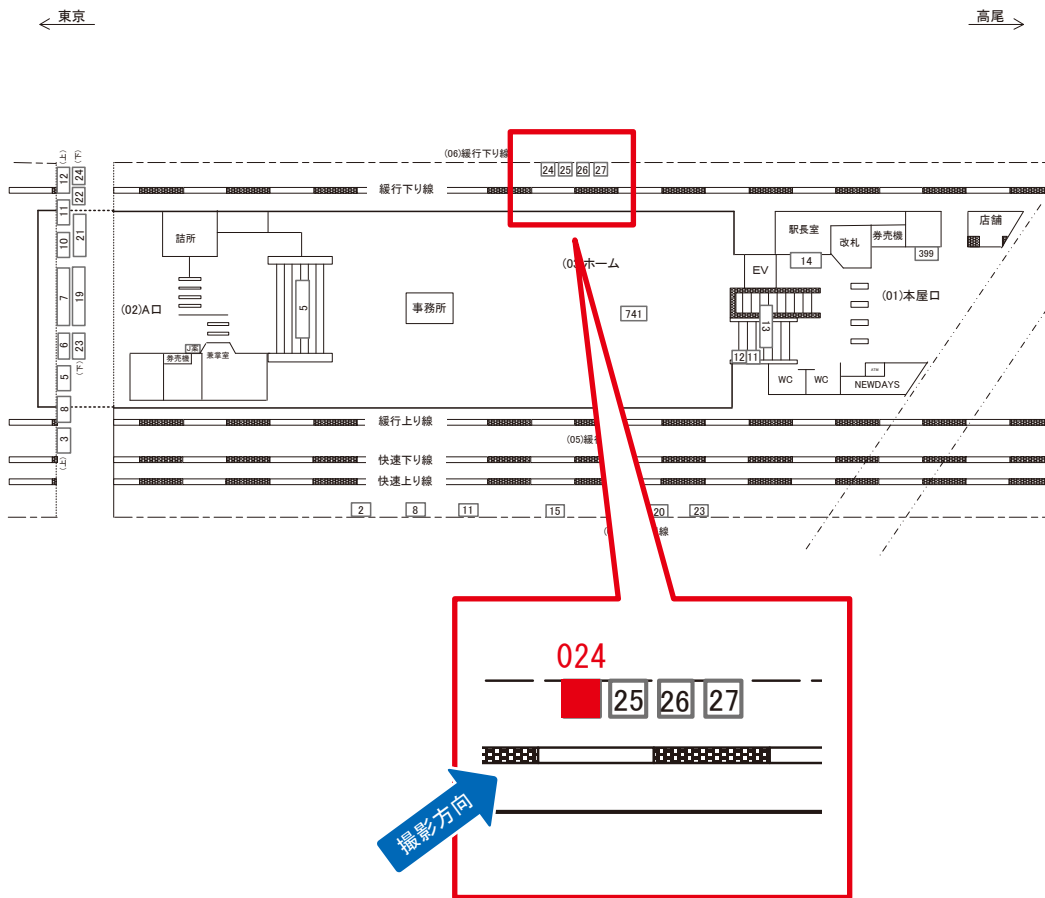 東京
高尾
(上)
(下)
12
24
22
11
21
10
7
19
6
23
(下)
5
8
3
(上)
(06)緩行下り線
24 25 26 27
緩行下り線
詰所
(02)A口
5
事務所
(03)ホーム
741
券売機
兼掌室
EV
駅長室
14
改札
券売機
399
店舗
(01)本屋口
13
12 11
WC
WC
ATM
NEWDAYS
緩行上り線
(05)緩
快速下り線
快速上り線
2
8
11
15
20
23
線
024
25 26 27
撮影方向